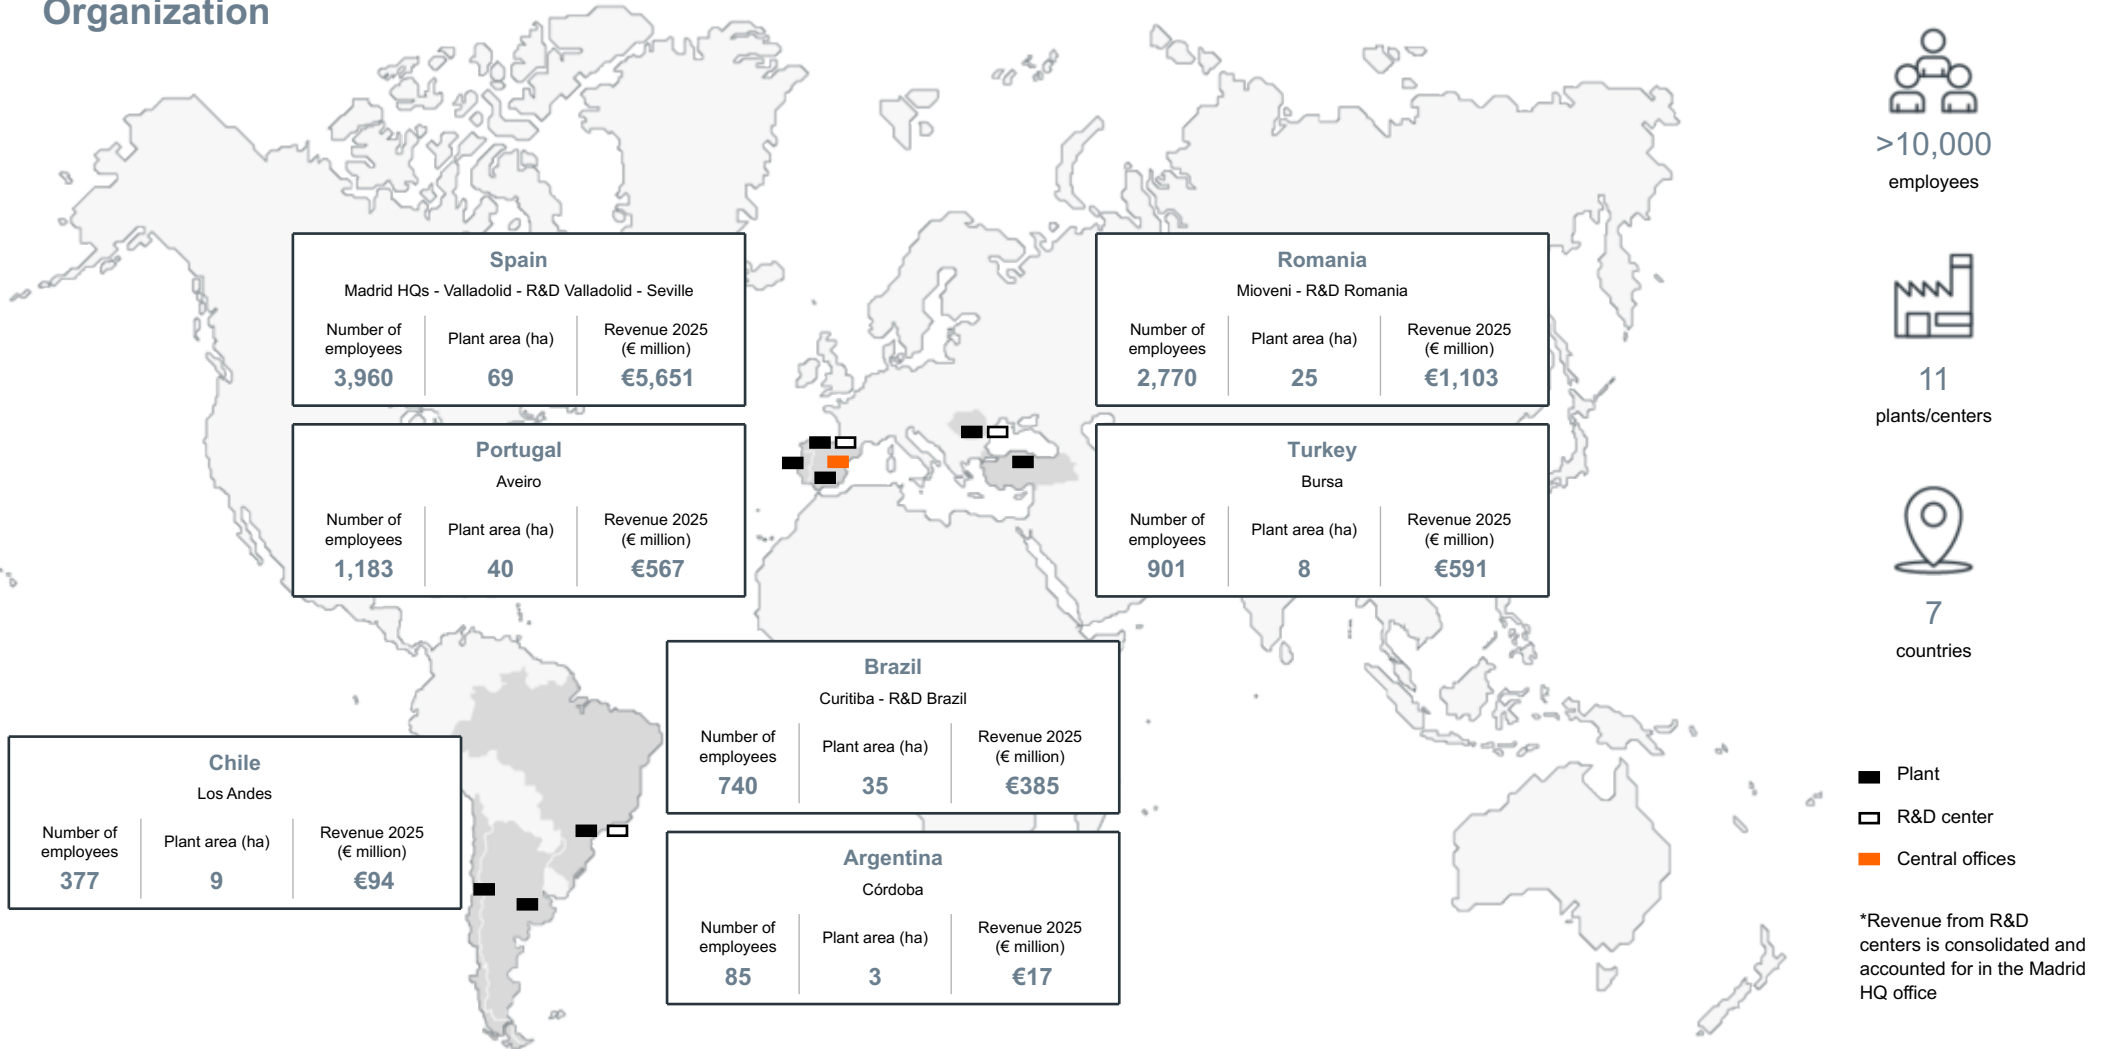 Organization
Spain
Madrid HQs - Valladolid - R&D Valladolid - Seville
Number of
employees
3,960
Plant area (ha)
69
Revenue 2025
(€ million)
€5,651
Romania
Mioveni - R&D Romania
Number of
employees
2,770
Plant area (ha)
25
Revenue 2025
(€ million)
€1,103
Portugal
Aveiro
Number of
employees
1,183
Plant area (ha)
40
Revenue 2025
(€ million)
€567
Turkey
Bursa
Number of
employees
901
Plant area (ha)
8
Revenue 2025
(€ million)
€591
Brazil
Curitiba - R&D Brazil
Number of
employees
740
Plant area (ha)
35
Revenue 2025
(€ million)
€385
Chile
Los Andes
Number of
employees
377
Plant area (ha)
9
Revenue 2025
(€ million)
€94
Argentina
Córdoba
Number of
employees
85
Plant area (ha)
3
Revenue 2025
(€ million)
€17
>10,000
employees
11
plants/centers
7
countries
Plant
R&D center
Central offices
*Revenue from R&D
centers is consolidated and
accounted for in the Madrid
HQ office